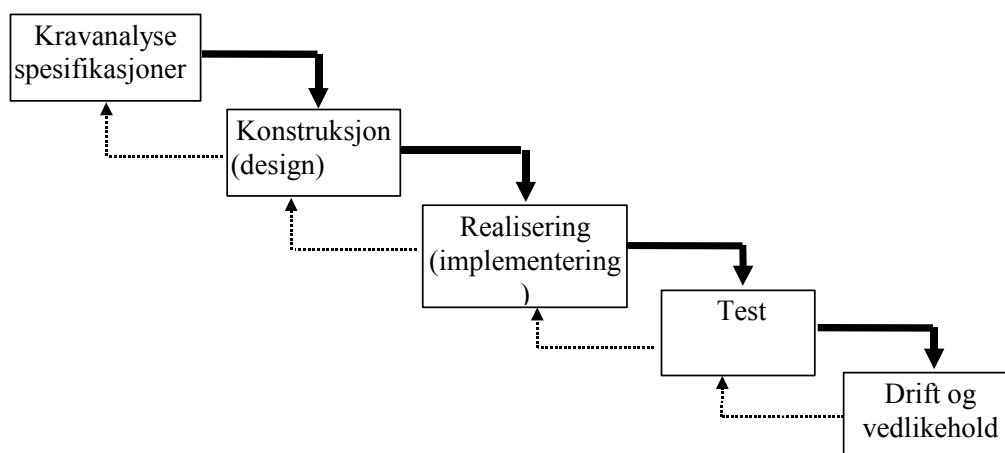 Kravanalyse
spesifikasjoner
Konstruksjon
(design)
Realisering
(implementering
)
Test
Drift og
vedlikehold